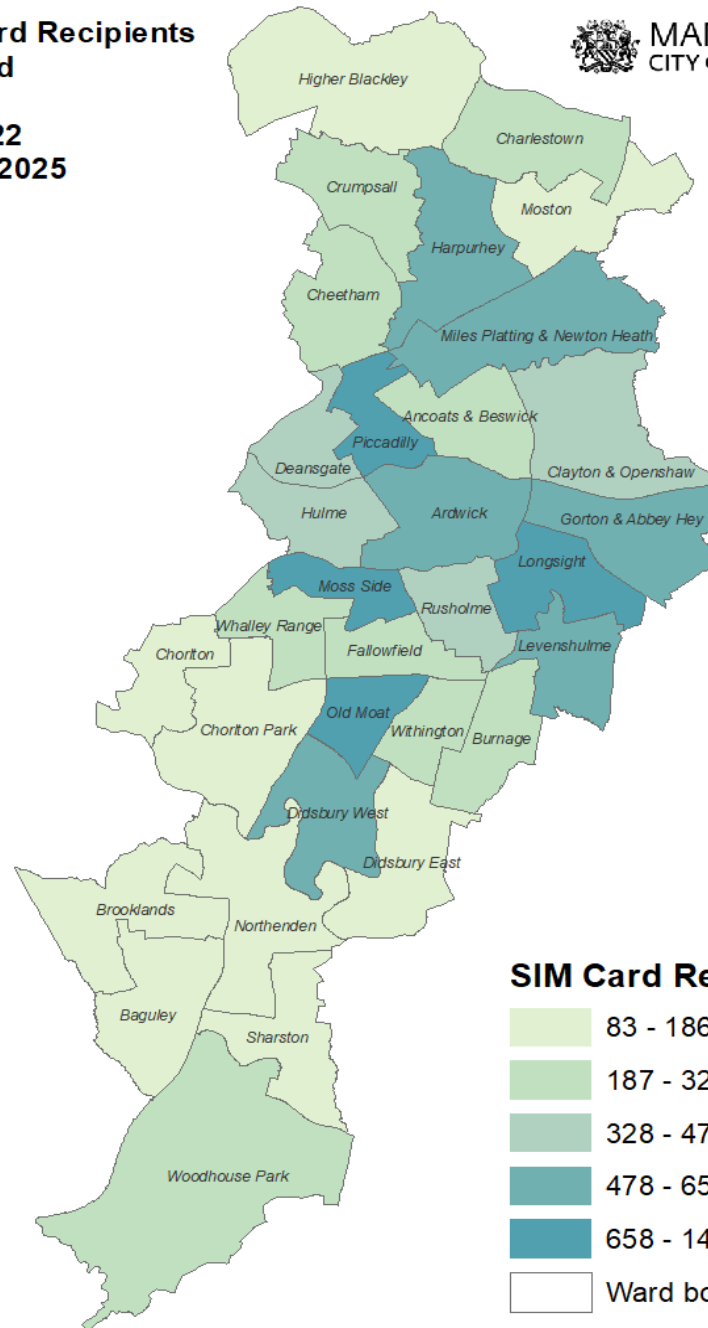 rd Recipients
d
22
2025
MAN
CITY C
Higher Blackley
Charlestown
Crumpsall
Moston
Harpurhey
Cheetham
Miles Platting & Newton Heath
Ancoats & Beswick
Piccadilly
Deansgate
Clayton & Openshaw
Hulme
Ardwick
Gorton & Abbey Hey
Longsight
Moss Side
Rusholme
Whalley Range
Levenshulme
Chorlton
Fallowfield
Old Moat
Chorlton Park
Withington
Burnage
Didsbury West
Didsbury East
Brooklands
Northenden
Baguley
Sharston
Woodhouse Park
SIM Card Re
83 - 186
187 - 32
328 - 47
478 - 65
658 - 14
Ward bo